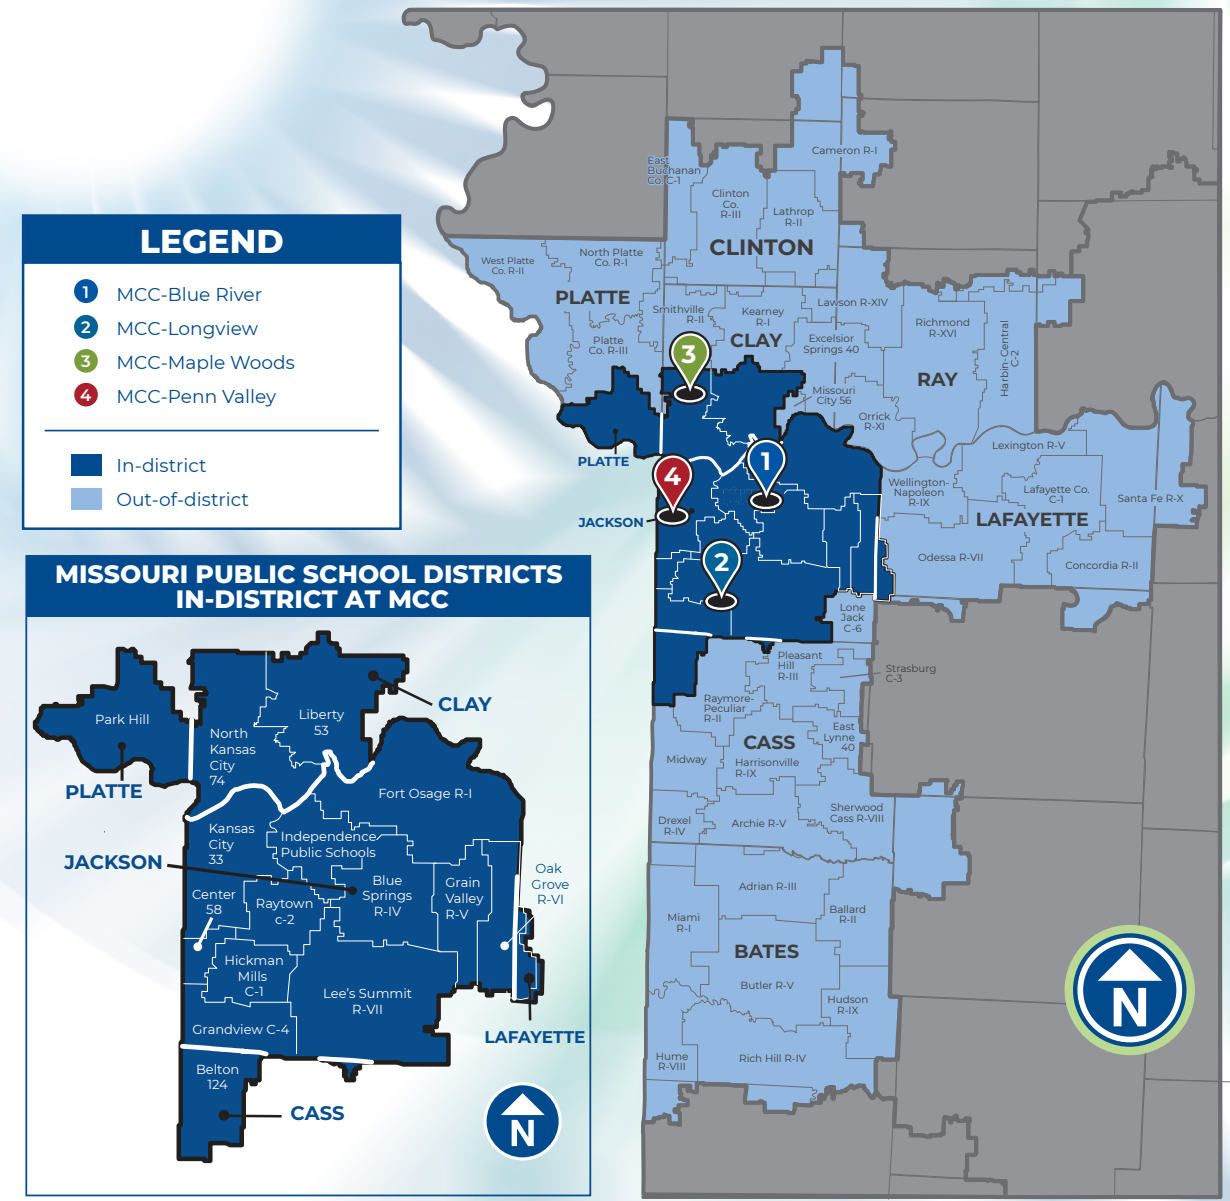 LEGEND
1 MCC-Blue River
2 MCC-Longview
3 MCC-Maple Woods
4 MCC-Penn Valley
In-district
Out-of-district
MISSOURI PUBLIC SCHOOL DISTRICTS
IN-DISTRICT AT MCC
CLAY
Park Hill
Liberty
53
North
Kansas
City
74
PLATTE
Fort Osage R-I
Kansas
City
33
Independence
Public Schools
JACKSON
Oak
Grove
R-VI
Blue
Springs
R-IV
Grain
Valley
R-V
Center
58
Raytown
c-2
Hickman
Mills
C-1
Lee's Summit
R-VII
Grandview C-4
LAFAYETTE
Belton
124
CASS
N
Cameron R-I
East
Buchanan
Co. C-1
Clinton
Co.
R-III
Lathrop
R-II
CLINTON
West Platte
Co. R-II
North Platte
Co. R-I
PLATTE
Smithville
R-II
Kearney
R-I
Lawson R-XIV
Platte
Co. R-III
CLAY
Excelsior
Springs 40
Richmond
R-XVI
Harbin-Central
C-2
RAY
3
Missouri
City 56
Orrick
R-XI
PLATTE
Lexington R-V
1
4
Wellington-
Napoleon
R-IX
Lafayette Co.
C-1
Santa Fe R-X
JACKSON
LAFAYETTE
2
Odessa R-VII
Concordia R-II
Lone
Jack
C-6
Pleasant
Hill
R-III
Strasburg
C-3
Raymore-
Peculiar
R-II
East
Lynne
40
CASS
Midway
Harrisonville
R-IX
Drexel
R-IV
Archie R-V
Sherwood
Cass R-VIII
Adrian R-III
Miami
R-I
Ballard
R-II
BATES
Butler R-V
Hudson
R-IX
Hume
R-VIII
Rich Hill R-IV
N